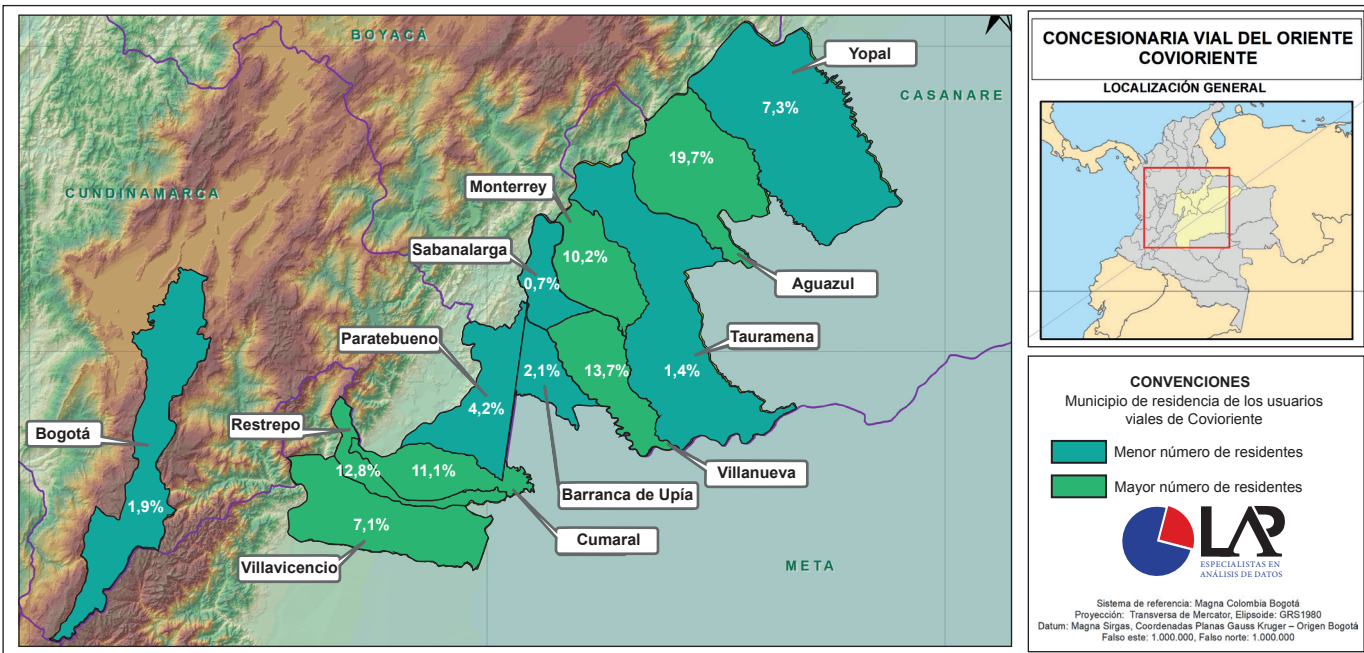 BOYACÁ
Yopal
CASANARE
7,3%
19,7%
Monterrey
CUNDINAMARCA
Sabanalarga
10,2%
0,7%
Aguazul
Paratebueno
Tauramena
2,1%
13,7%
1,4%
4,2%
Restrepo
Bogotá
12,8%
11,1%
Villanueva
Barranca de Upía
1,9%
7,1%
Cumaral
Villavicencio
META
CONCESIONARIA VIAL DEL ORIENTE
COVIORIENTE
LOCALIZACIÓN GENERAL
CONVENCIONES
Municipio de residencia de los usuarios
viales de Covioriente
Menor número de residentes
Mayor número de residentes
LAP
ESPECIALISTAS EN
ANÁLISIS DE DATOS
Sistema de referencia: Magna Colombia Bogotá
Proyección: Transversa de Mercator, Elipsoide: GRS1980
Datum: Magna Sirgas, Coordenadas Planas Gauss Kruger – Origen Bogotá
Falso este: 1.000.000, Falso norte: 1.000.000